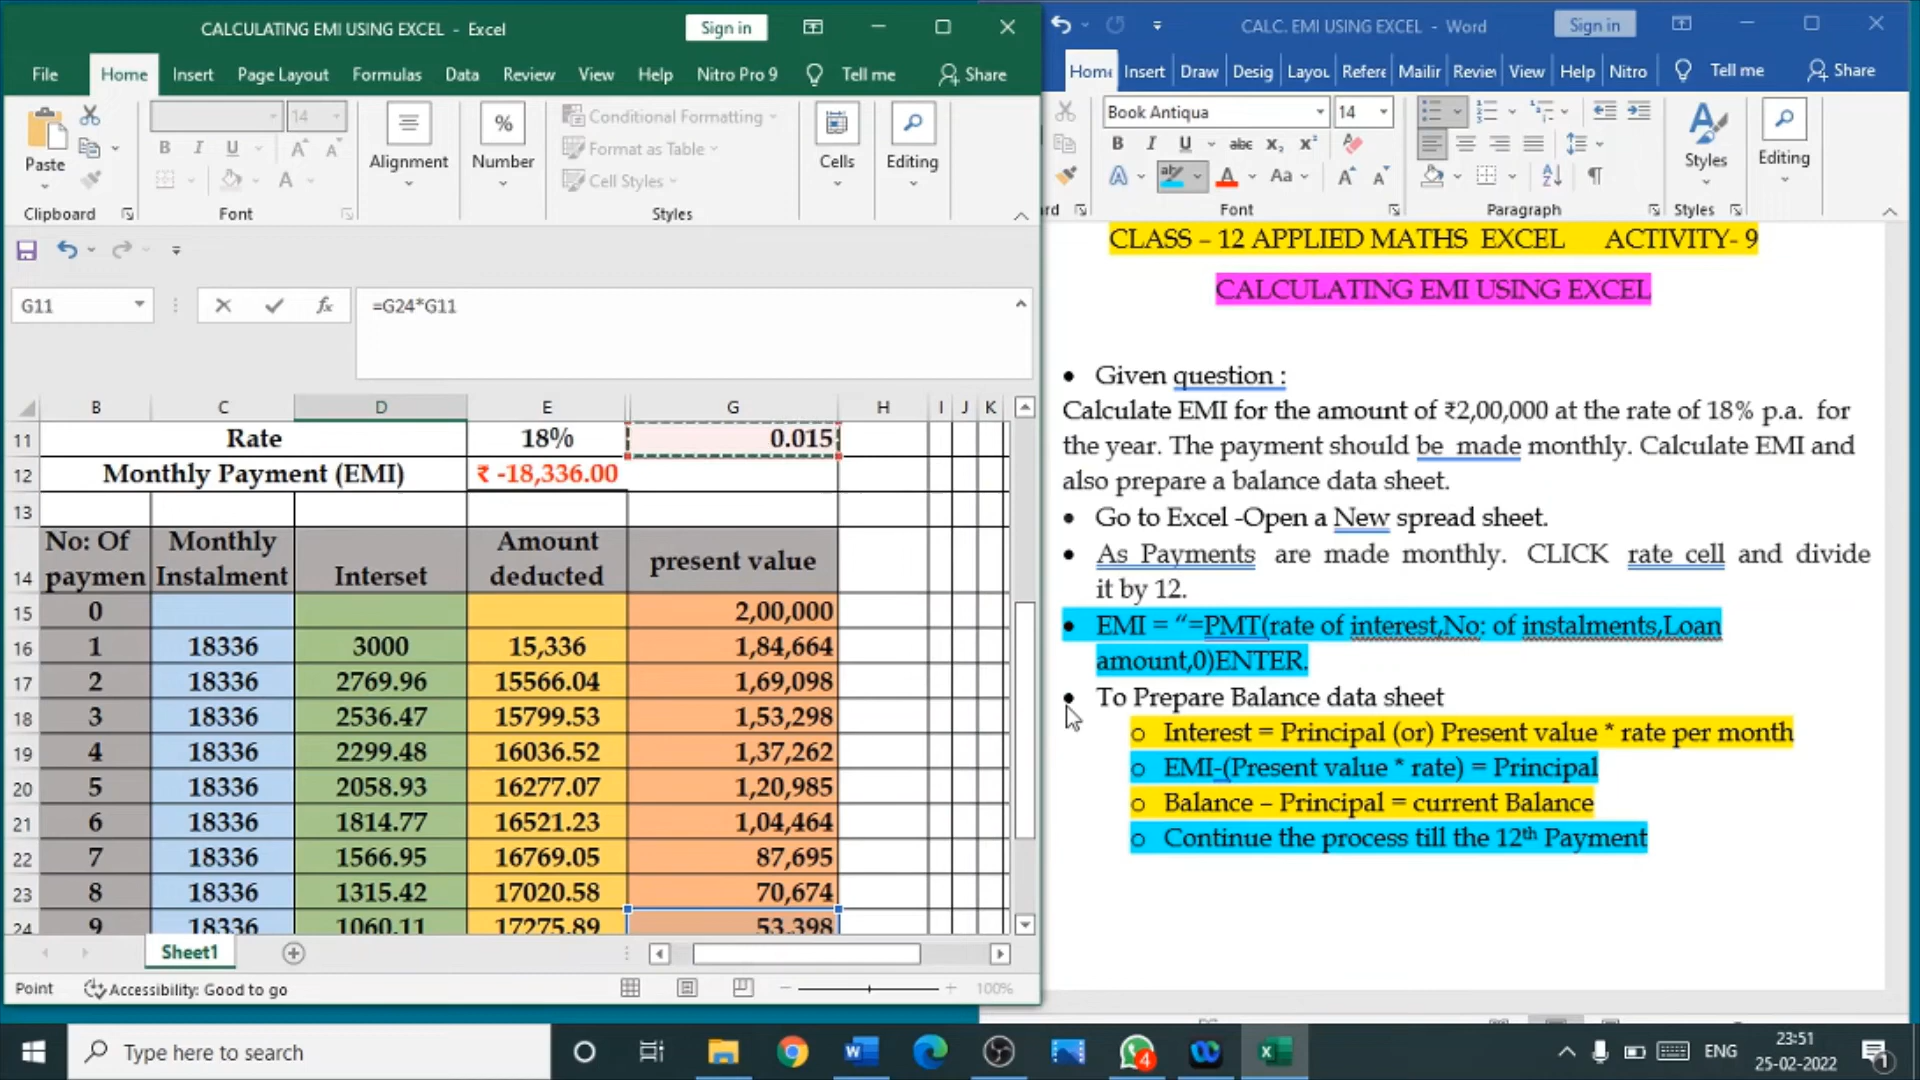 CALCULATING EMI USING EXCEL - Excel
Sign in
File Home Insert Page Layout Formulas Data Review View Help Nitro Pro 9 Tell me Share
Paste
Clipboard
14
B I U A A
A
Font
Alignment
%
Number
Conditional Formatting
Format as Table
Cell Styles
Styles
Cells
Editing
G11
fx
=G24*G11
B C D E G H I J K
11 Rate 18% 0.015
12 Monthly Payment (EMI) ₹ -18,336.00
13
14 No: Of paymen Monthly Instalment Interset Amount deducted present value
15 0 2,00,000
16 1 18336 3000 15,336 1,84,664
17 2 18336 2769.96 15566.04 1,69,098
18 3 18336 2536.47 15799.53 1,53,298
19 4 18336 2299.48 16036.52 1,37,262
20 5 18336 2058.93 16277.07 1,20,985
21 6 18336 1814.77 16521.23 1,04,464
22 7 18336 1566.95 16769.05 87,695
23 8 18336 1315.42 17020.58 70,674
24 9 18336 1060.11 17275.89 53,398
Sheet1
Point Accessibility: Good to go 100%
CALC. EMI USING EXCEL - Word
Sign in
Home Insert Draw Desig Layou Refere Mailir Review View Help Nitro Tell me Share
Book Antiqua 14
B I U abc x₂ x²
A aby A Aa A A
rd Font
Paragraph
Styles
Styles
Editing
CLASS – 12 APPLIED MATHS EXCEL ACTIVITY- 9
CALCULATING EMI USING EXCEL
• Given question :
Calculate EMI for the amount of ₹2,00,000 at the rate of 18% p.a. for
the year. The payment should be made monthly. Calculate EMI and
also prepare a balance data sheet.
• Go to Excel -Open a New spread sheet.
• As Payments are made monthly. CLICK rate cell and divide
it by 12.
• EMI = “=PMT(rate of interest,No: of instalments,Loan
amount,0)ENTER.
• To Prepare Balance data sheet
o Interest = Principal (or) Present value * rate per month
o EMI-(Present value * rate) = Principal
o Balance – Principal = current Balance
o Continue the process till the 12th Payment
Type here to search
4
ENG
23:51
25-02-2022
1